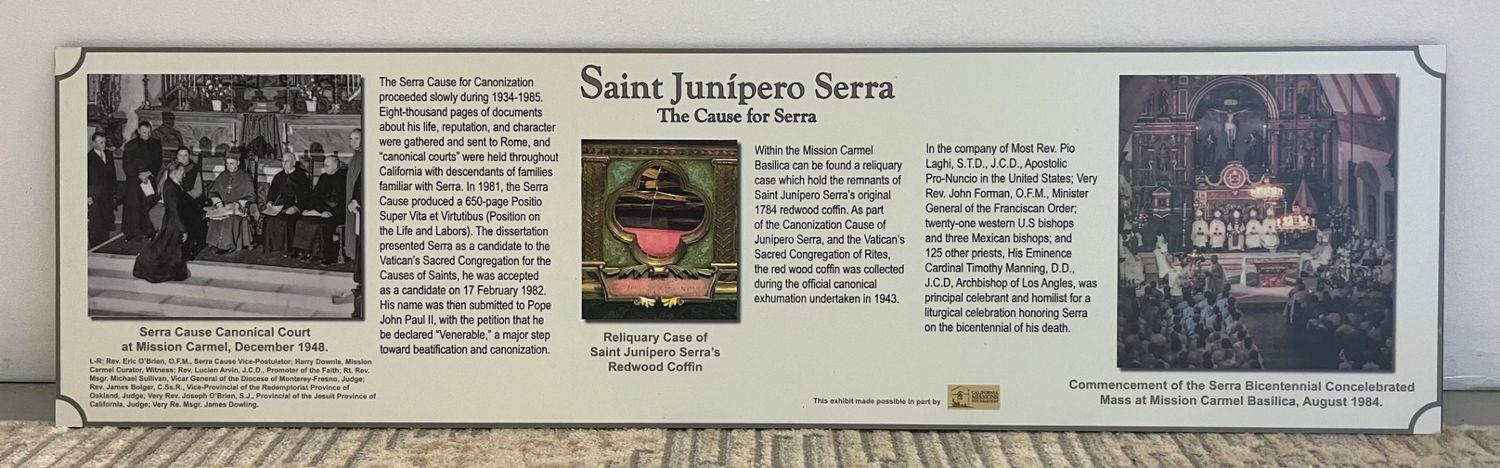 Saint Junípero Serra
The Cause for Serra
The Serra Cause for Canonization
proceeded slowly during 1934-1985.
Eight-thousand pages of documents
about his life, reputation, and character
were gathered and sent to Rome, and
“canonical courts” were held throughout
California with descendants of families
familiar with Serra. In 1981, the Serra
Cause produced a 650-page Positio
Super Vita et Virtutibus (Position on
the Life and Labors). The dissertation
presented Serra as a candidate to the
Vatican’s Sacred Congregation for the
Causes of Saints, he was accepted
as a candidate on 17 February 1982.
His name was then submitted to Pope
John Paul II, with the petition that he
be declared “Venerable,” a major step
toward beatification and canonization.
Serra Cause Canonical Court
at Mission Carmel, December 1948.
L-R: Rev. Eric O’Brien, O.F.M., Serra Cause Vice-Postulator; Harry Downie, Mission
Carmel Curator, Witness; Rev. Lucien Arvin, J.C.D., Promoter of the Faith; Rt. Rev.
Msgr. Michael Sullivan, Vicar General of the Diocese of Monterey-Fresno, Judge;
Rev. James Bolger, C.Ss.R., Vice-Provincial of the Redemptorist Province of
Oakland, Judge; Very Rev. Joseph O’Brien, S.J., Provincial of the Jesuit Province of
California, Judge; Very Re. Msgr. James Dowling.
Reliquary Case of
Saint Junípero Serra’s
Redwood Coffin
Within the Mission Carmel
Basilica can be found a reliquary
case which hold the remnants of
Saint Junípero Serra’s original
1784 redwood coffin. As part
of the Canonization Cause of
Junípero Serra, and the Vatican’s
Sacred Congregation of Rites,
the red wood coffin was collected
during the official canonical
exhumation undertaken in 1943.
In the company of Most Rev. Pio
Laghi, S.T.D., J.C.D., Apostolic
Pro-Nuncio in the United States; Very
Rev. John Forman, O.F.M., Minister
General of the Franciscan Order;
twenty-one western U.S bishops
and three Mexican bishops; and
125 other priests, His Eminence
Cardinal Timothy Manning, D.D.,
J.C.D, Archbishop of Los Angles, was
principal celebrant and homilist for a
liturgical celebration honoring Serra
on the bicentennial of his death.
Commencement of the Serra Bicentennial Concelebrated
Mass at Mission Carmel Basilica, August 1984.
This exhibit made possible in part by
CALIFORNIA
MISSIONS
FOUNDATION